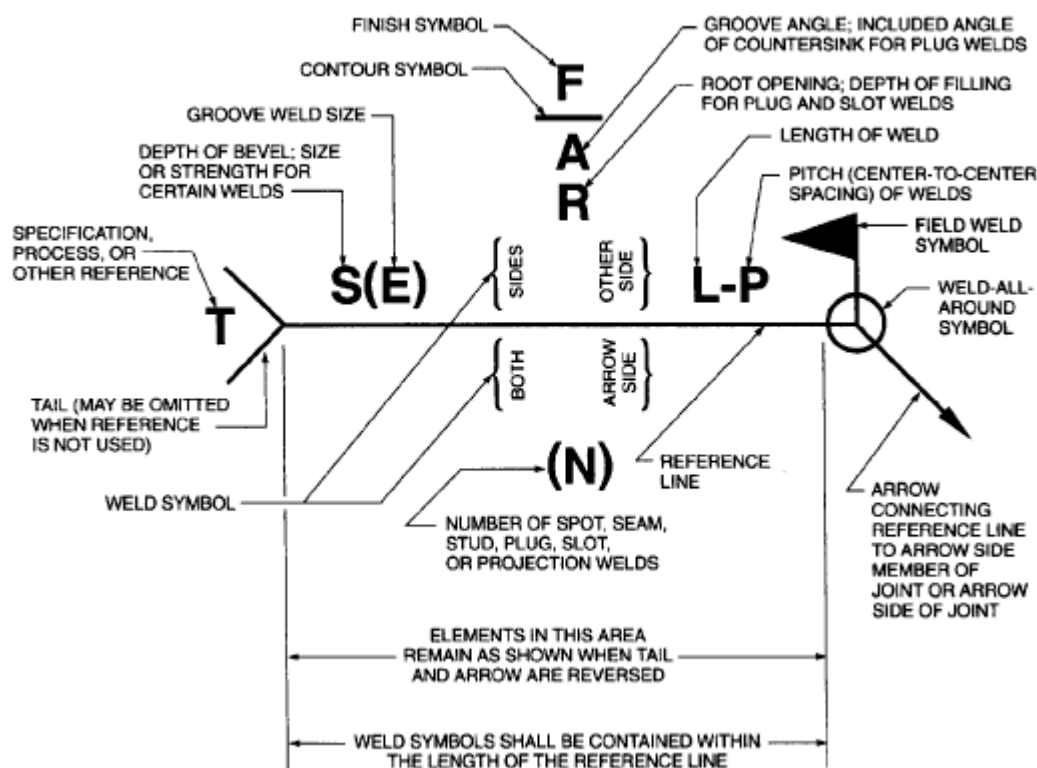 FINISH SYMBOL
CONTOUR SYMBOL
GROOVE WELD SIZE
DEPTH OF BEVEL; SIZE
OR STRENGTH FOR
CERTAIN WELDS
SPECIFICATION,
PROCESS, OR
OTHER REFERENCE
F
A
R
GROOVE ANGLE; INCLUDED ANGLE
OF COUNTERSINK FOR PLUG WELDS
ROOT OPENING; DEPTH OF FILLING
FOR PLUG AND SLOT WELDS
LENGTH OF WELD
PITCH (CENTER-TO-CENTER
SPACING) OF WELDS
FIELD WELD
SYMBOL
WELD-ALL-
AROUND
SYMBOL
T
S(E)
SIDES
OTHER
SIDE
L-P
BOTH
ARROW
SIDE
TAIL (MAY BE OMITTED
WHEN REFERENCE
IS NOT USED)
WELD SYMBOL
(N)
NUMBER OF SPOT, SEAM,
STUD, PLUG, SLOT,
OR PROJECTION WELDS
REFERENCE
LINE
ARROW
CONNECTING
REFERENCE LINE
TO ARROW SIDE
MEMBER OF
JOINT OR ARROW
SIDE OF JOINT
ELEMENTS IN THIS AREA
REMAIN AS SHOWN WHEN TAIL
AND ARROW ARE REVERSED
WELD SYMBOLS SHALL BE CONTAINED WITHIN
THE LENGTH OF THE REFERENCE LINE